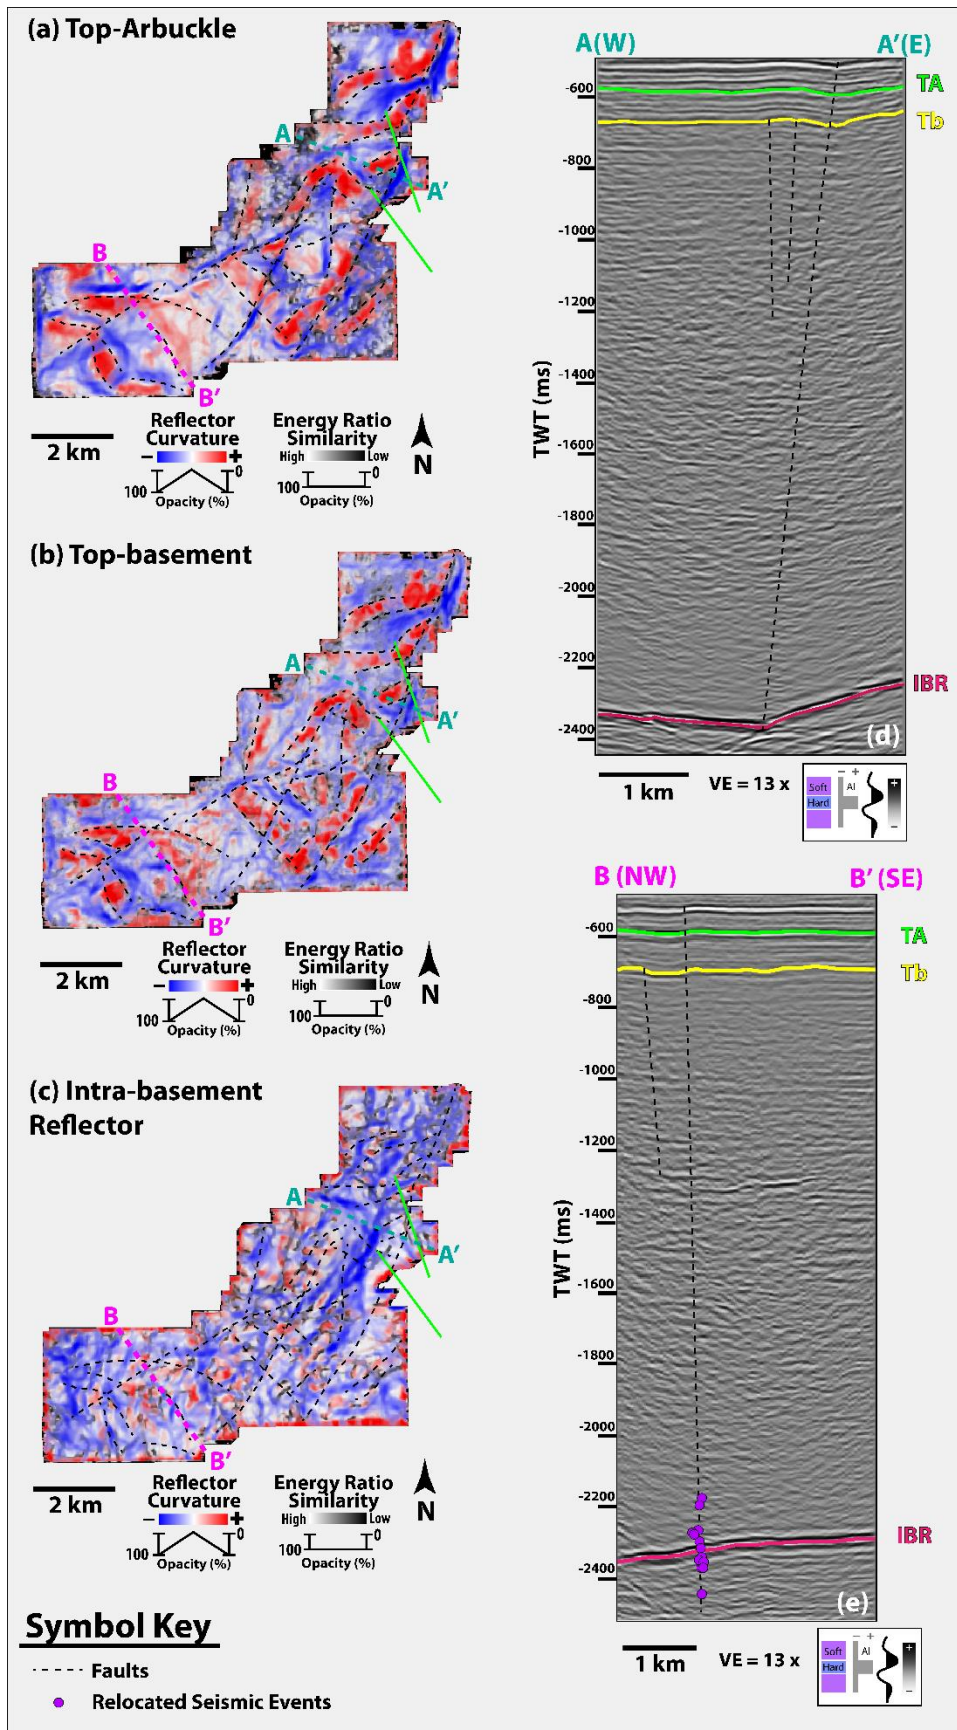 (a) Top-Arbuckle
A
A'
B
B'
2 km
Reflector
Curvature
− +
0
100
Opacity (%)
Energy Ratio
Similarity
High Low
0
100
Opacity (%)
N
(b) Top-basement
A
A'
B
B'
2 km
Reflector
Curvature
− +
0
100
Opacity (%)
Energy Ratio
Similarity
High Low
0
100
Opacity (%)
N
(c) Intra-basement
Reflector
A
A'
B
B'
2 km
Reflector
Curvature
− +
0
100
Opacity (%)
Energy Ratio
Similarity
High Low
0
100
Opacity (%)
N
Symbol Key
Faults
Relocated Seismic Events
A(W) A'(E)
TA
Tb
IBR
TWT (ms)
-600
-800
-1000
-1200
-1400
-1600
-1800
-2000
-2200
-2400
(d)
1 km
VE = 13 x
Soft
Hard
− +
AI
+
−
B (NW) B' (SE)
TA
Tb
IBR
TWT (ms)
-600
-800
-1000
-1200
-1400
-1600
-1800
-2000
-2200
-2400
(e)
1 km
VE = 13 x
Soft
Hard
− +
AI
+
−